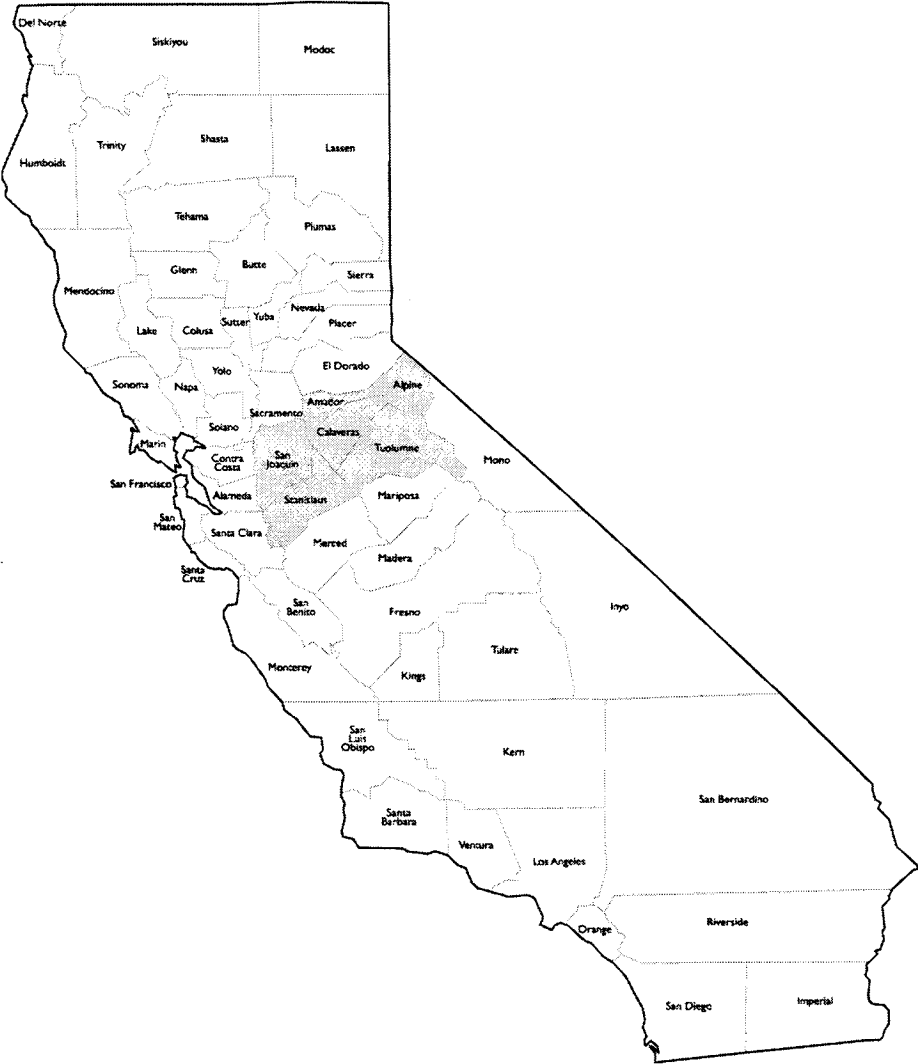 Del Norte
Siskiyou
Modoc
Humboldt
Trinity
Shasta
Lassen
Tehama
Plumas
Mendocino
Glenn
Butte
Sierra
Lake
Colusa
Sutter
Yuba
Nevada
Placer
Sonoma
Napa
Yolo
El Dorado
Alpine
Sacramento
Amador
Solano
Marin
Calaveras
Contra
Costa
San
Joaquin
Tuolumne
Mono
San Francisco
Alameda
Stanislaus
Mariposa
San
Mateo
Santa Clara
Merced
Madera
Santa
Cruz
San
Benito
Fresno
Inyo
Monterey
Kings
Tulare
San
Luis
Obispo
Kern
San Bernardino
Santa
Barbara
Ventura
Los Angeles
Orange
Riverside
San Diego
Imperial